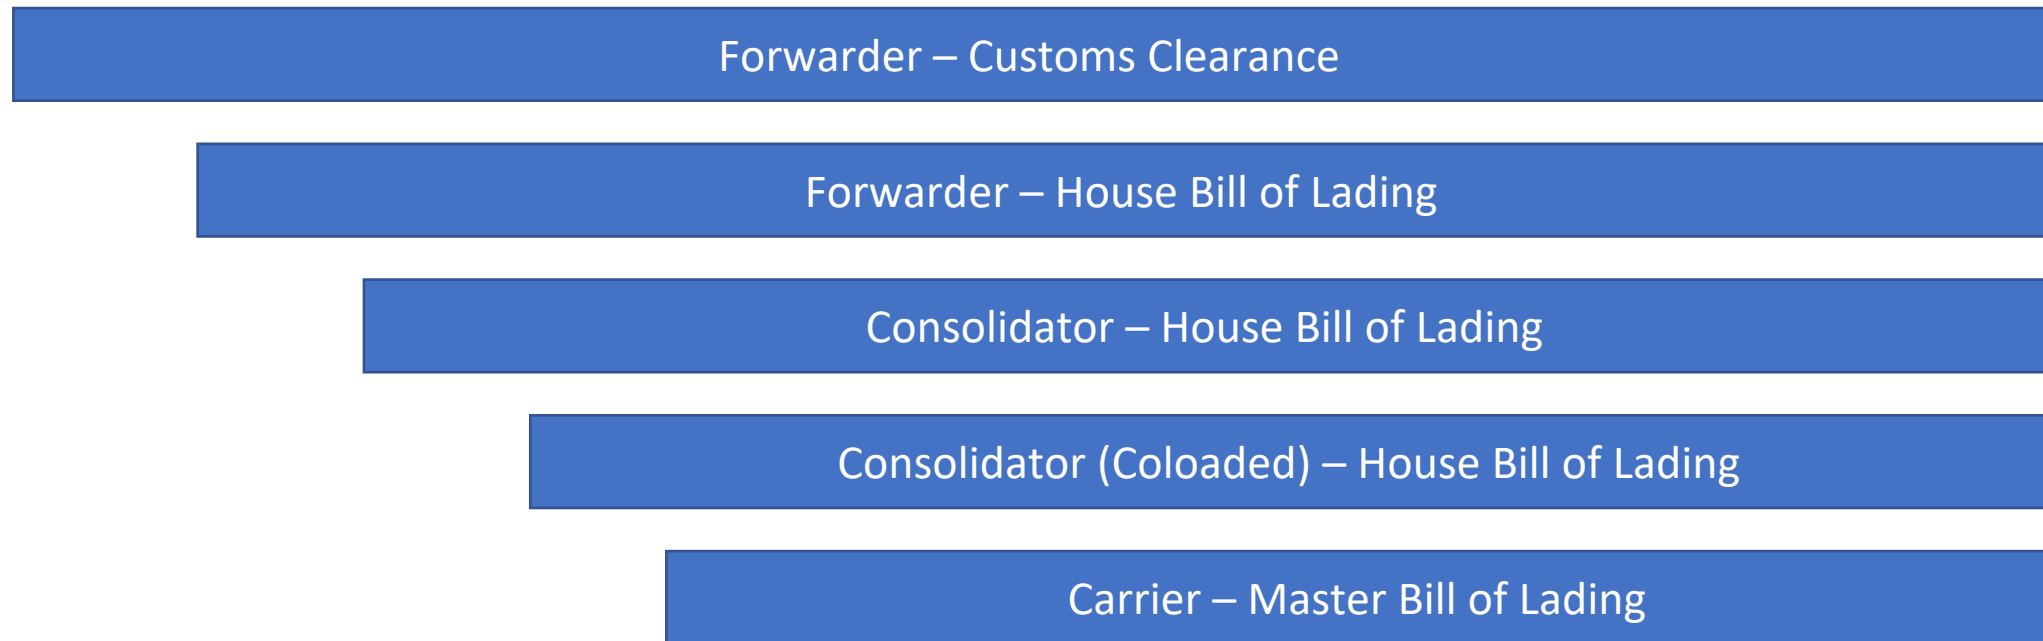 Forwarder – Customs Clearance
Forwarder – House Bill of Lading
Consolidator – House Bill of Lading
Consolidator (Coloaded) – House Bill of Lading
Carrier – Master Bill of Lading